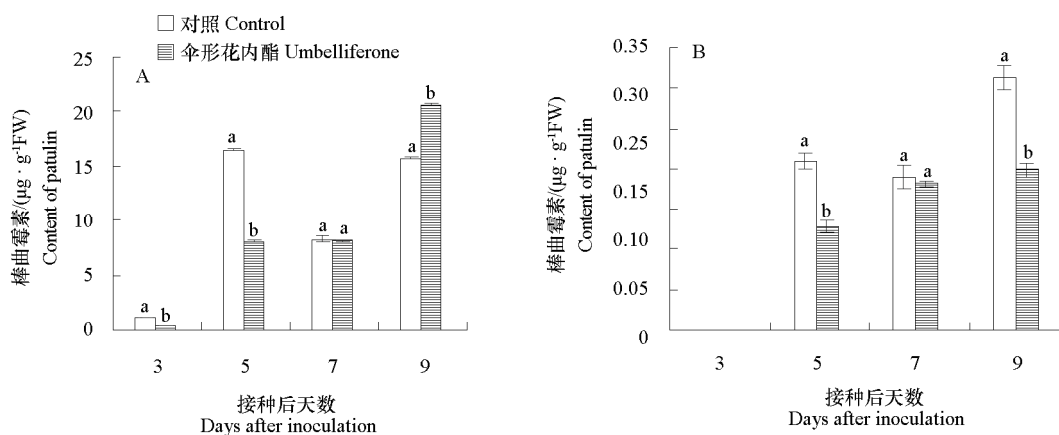 □ 对照 Control
伞形花内酯 Umbelliferone
A
25
20
15
10
5
0
棒曲霉素/(μg · g⁻¹FW)
Content of patulin
a
b
a
b
a
a
a
b
3
5
7
9
接种后天数
Days after inoculation
B
0.35
0.30
0.25
0.15
0.10
0.05
0
棒曲霉素/(μg · g⁻¹FW)
Content of patulin
a
b
a
a
a
b
3
5
7
9
接种后天数
Days after inoculation